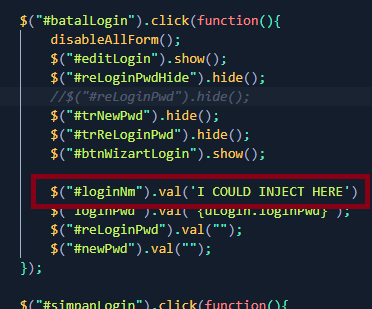 $("#batalLogin").click(function(){
disableAllForm();
$("#editLogin").show();
$("#reLoginPwdHide").hide();
//$("#reLoginPwd").hide();
$("#trNewPwd").hide();
$("#trReLoginPwd").hide();
$("#btnWizartLogin").show();
$("#loginNm").val('I COULD INJECT HERE')
$("#loginPwd").val("{uLogin.loginPwd}");
$("#reLoginPwd").val("");
$("#newPwd").val("");
});
$("#simpanLogin").click(function(){